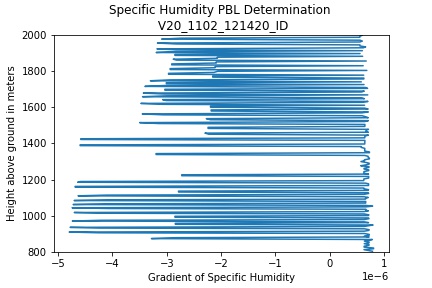 Specific Humidity PBL Determination
V20_1102_121420_ID
2000
1800
1600
1400
1200
1000
800
Height above ground in meters
−5 −4 −3 −2 −1 0 1
1e−6
Gradient of Specific Humidity